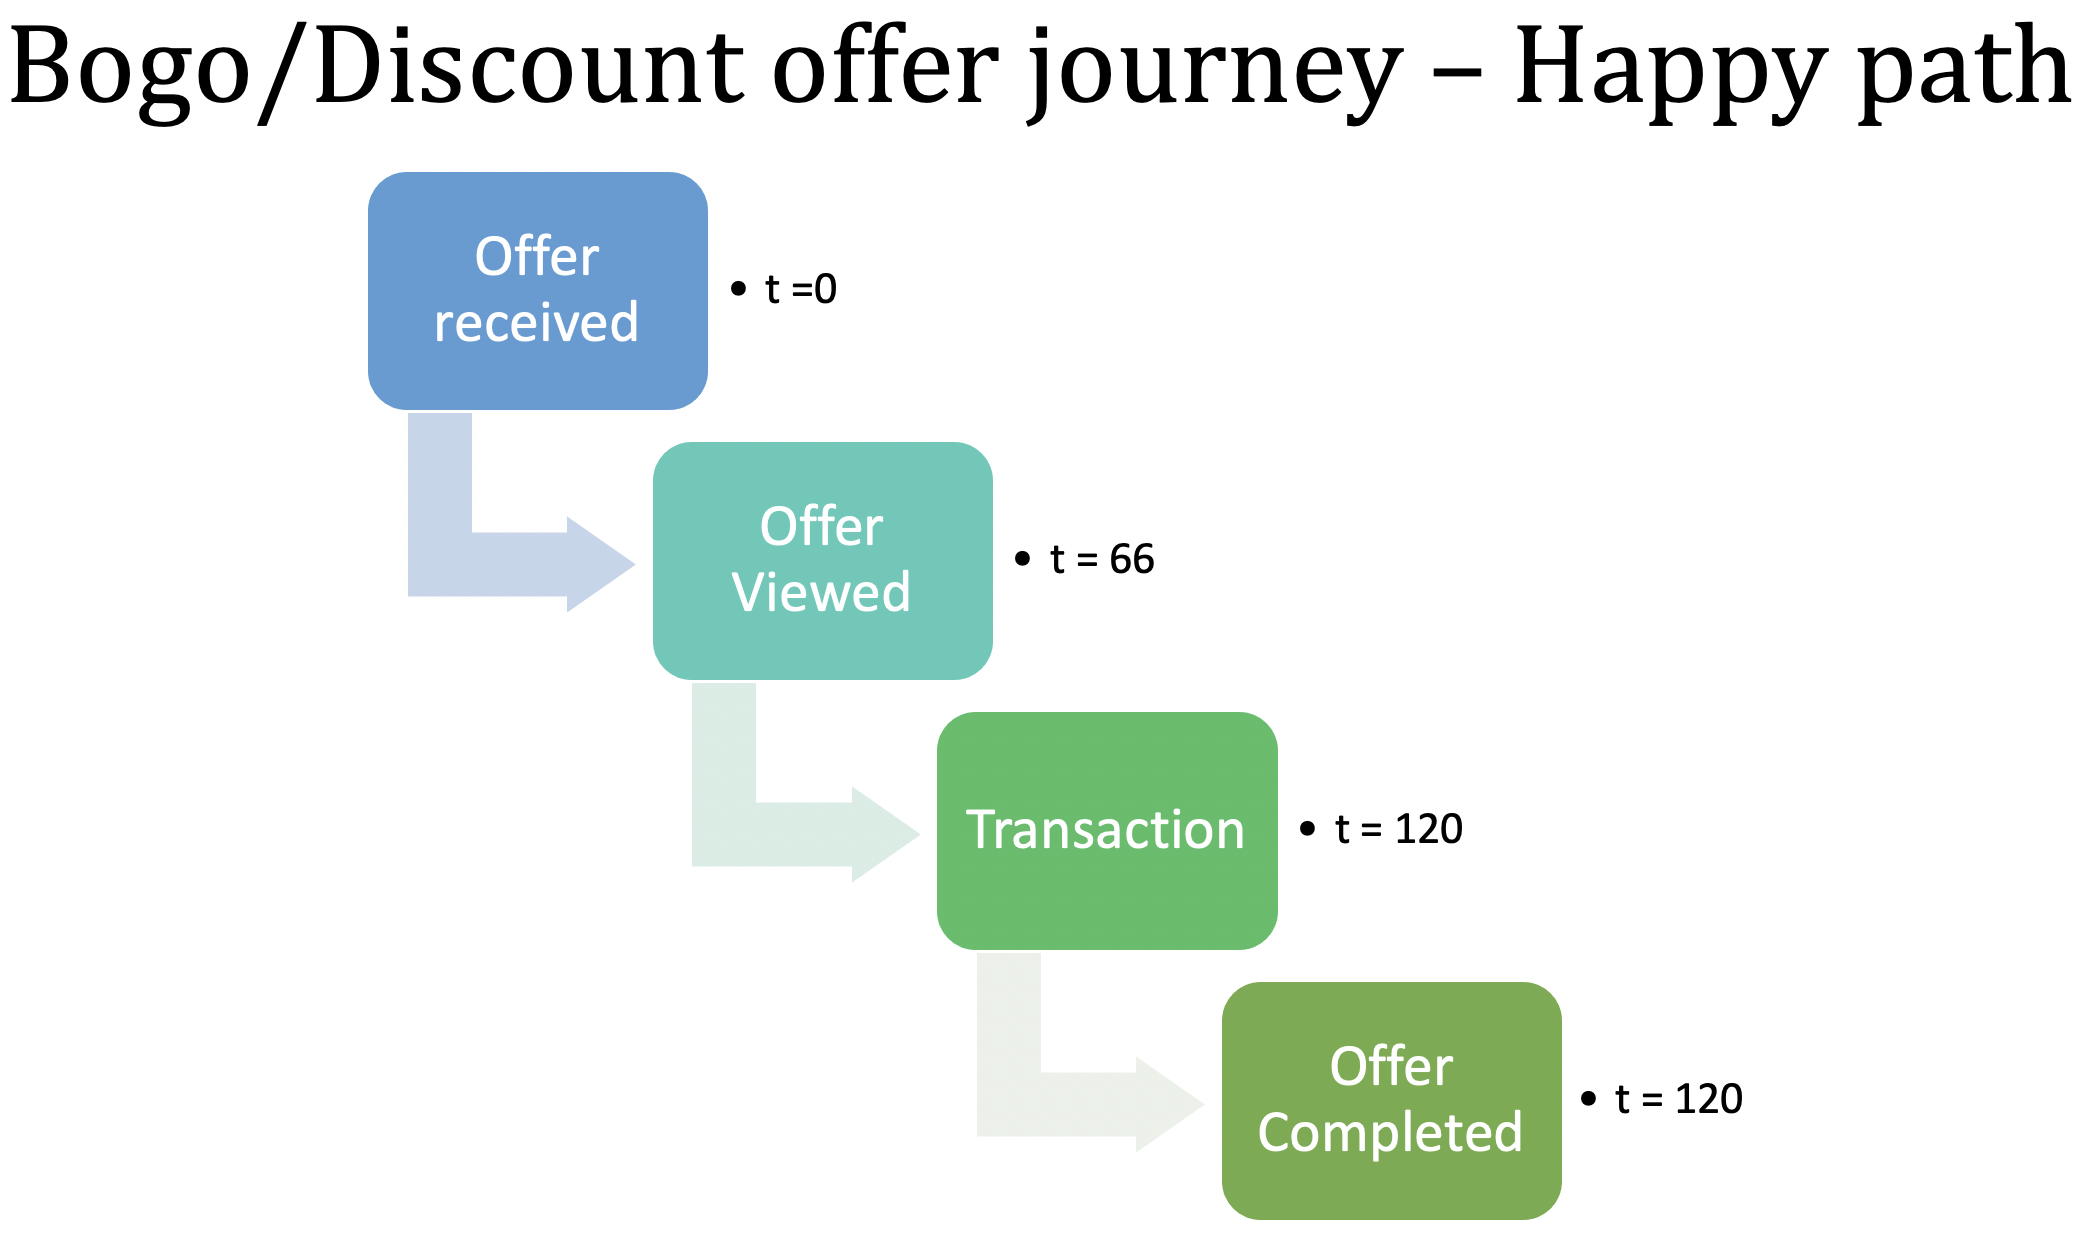 Bogo/Discount offer journey – Happy path
Offer
received
• t =0
Offer
Viewed
• t = 66
Transaction
• t = 120
Offer
Completed
• t = 120